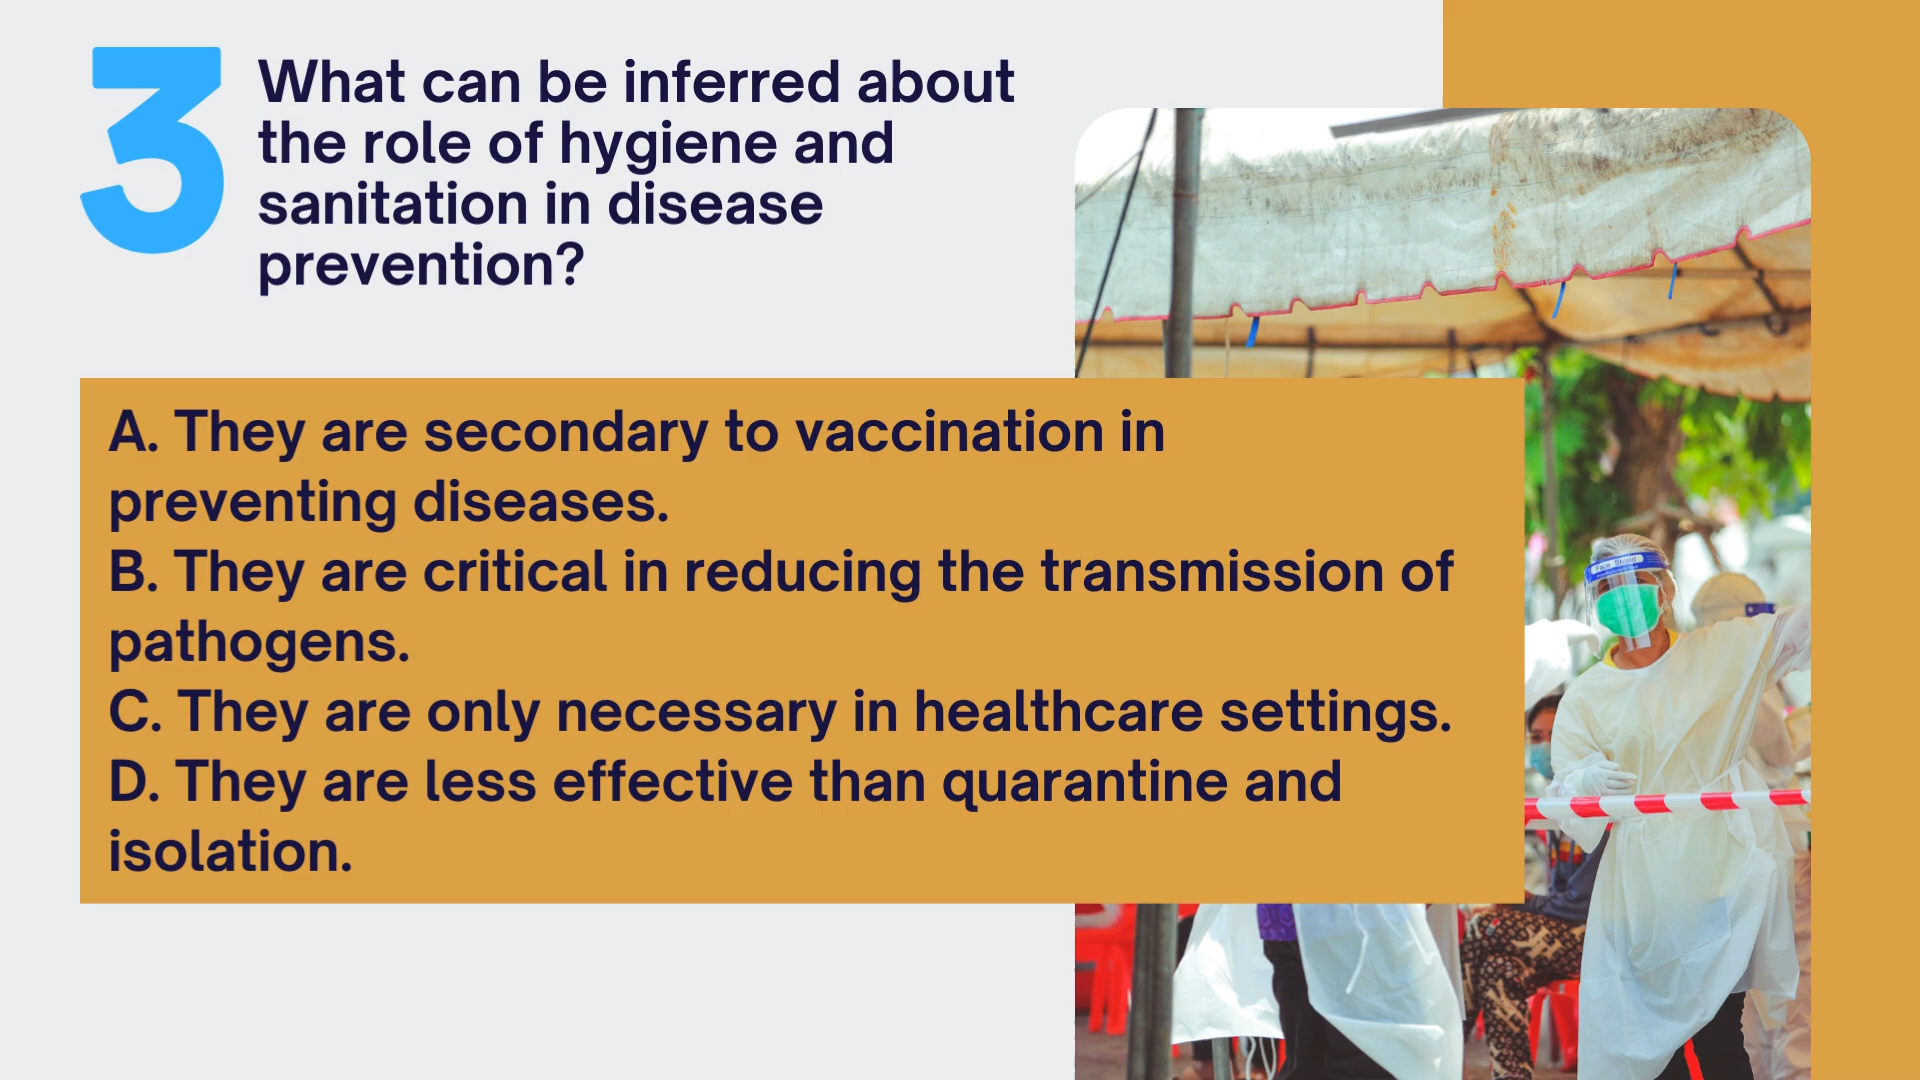 3
What can be inferred about
the role of hygiene and
sanitation in disease
prevention?
A. They are secondary to vaccination in
preventing diseases.
B. They are critical in reducing the transmission of
pathogens.
C. They are only necessary in healthcare settings.
D. They are less effective than quarantine and
isolation.
Face Shield